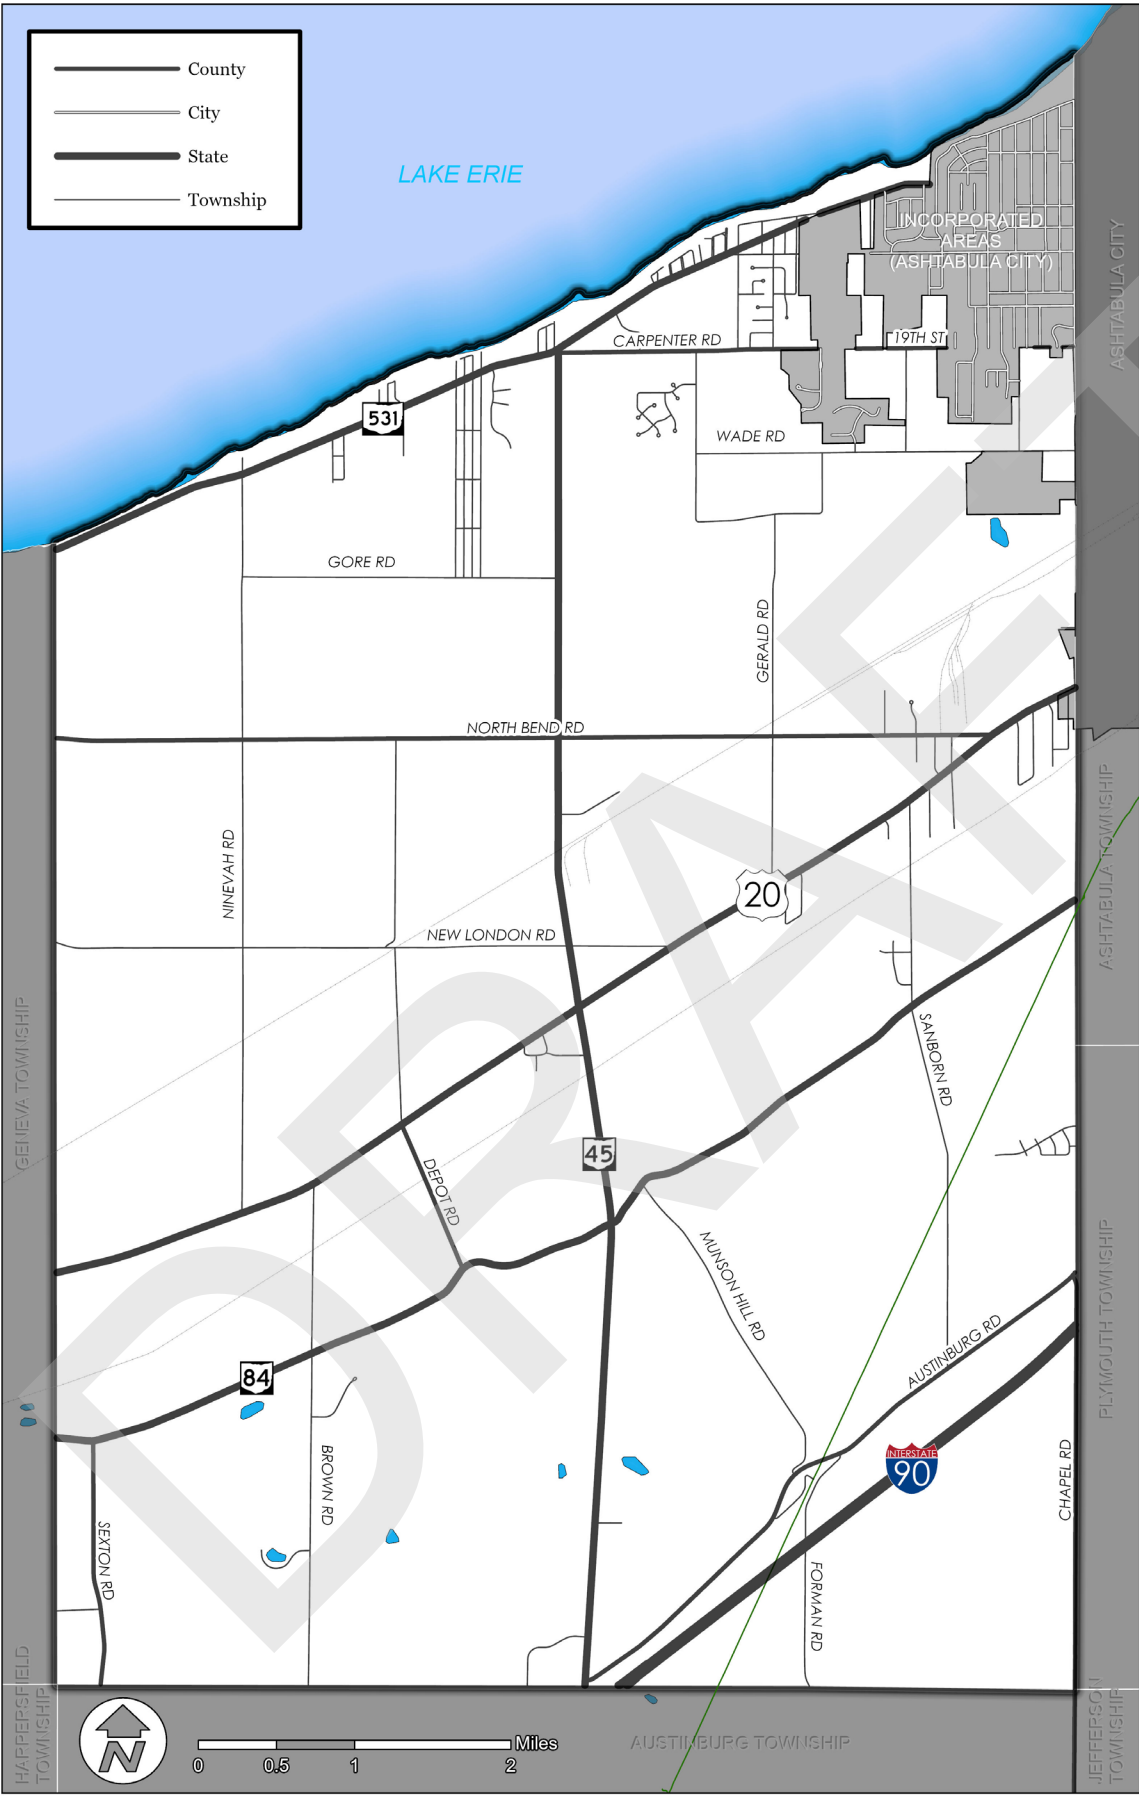 County
City
State
Township
LAKE ERIE
INCORPORATED
AREAS
(ASHTABULA CITY)
ASHTABULA CITY
CARPENTER RD
19TH ST
531
WADE RD
GORE RD
GERALD RD
NORTH BEND RD
NINEVAH RD
20
NEW LONDON RD
ASHTABULA TOWNSHIP
GENEVA TOWNSHIP
SANBORN RD
45
DEPOT RD
MUNSON HILL RD
PLYMOUTH TOWNSHIP
AUSTINBURG RD
84
BROWN RD
INTERSTATE
90
CHAPEL RD
SEXTON RD
FORMAN RD
HARPERSFIELD
TOWNSHIP
JEFFERSON
TOWNSHIP
AUSTINBURG TOWNSHIP
N
Miles
0 0.5 1 2
DRAFT